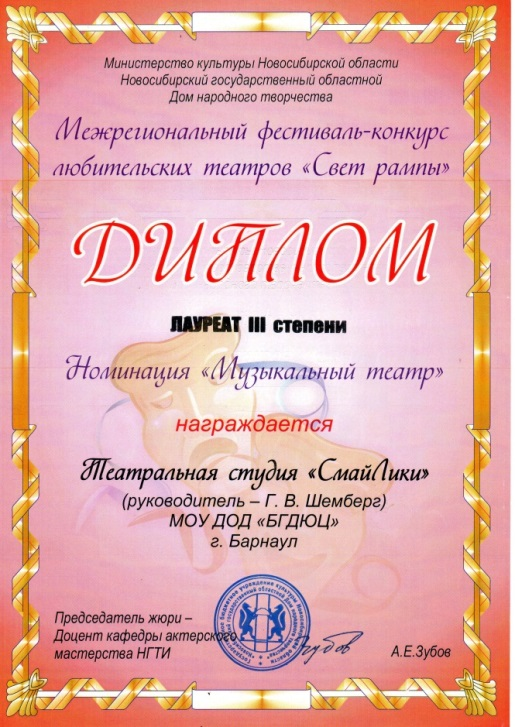 Министерство культуры Новосибирской области
Новосибирский государственный областной
Дом народного творчества
Межрегиональный фестиваль-конкурс
любительских театров «Свет рампы»
ДИПЛОМ
ЛАУРЕАТ III степени
Номинация «Музыкальный театр»
награждается
Театральная студия «СмайЛики»
(руководитель – Г. В. Шемберг)
МОУ ДОД «БГДЮЦ»
г. Барнаул
Председатель жюри –
Доцент кафедры актерского
мастерства НГТИ
А.Е.Зубов